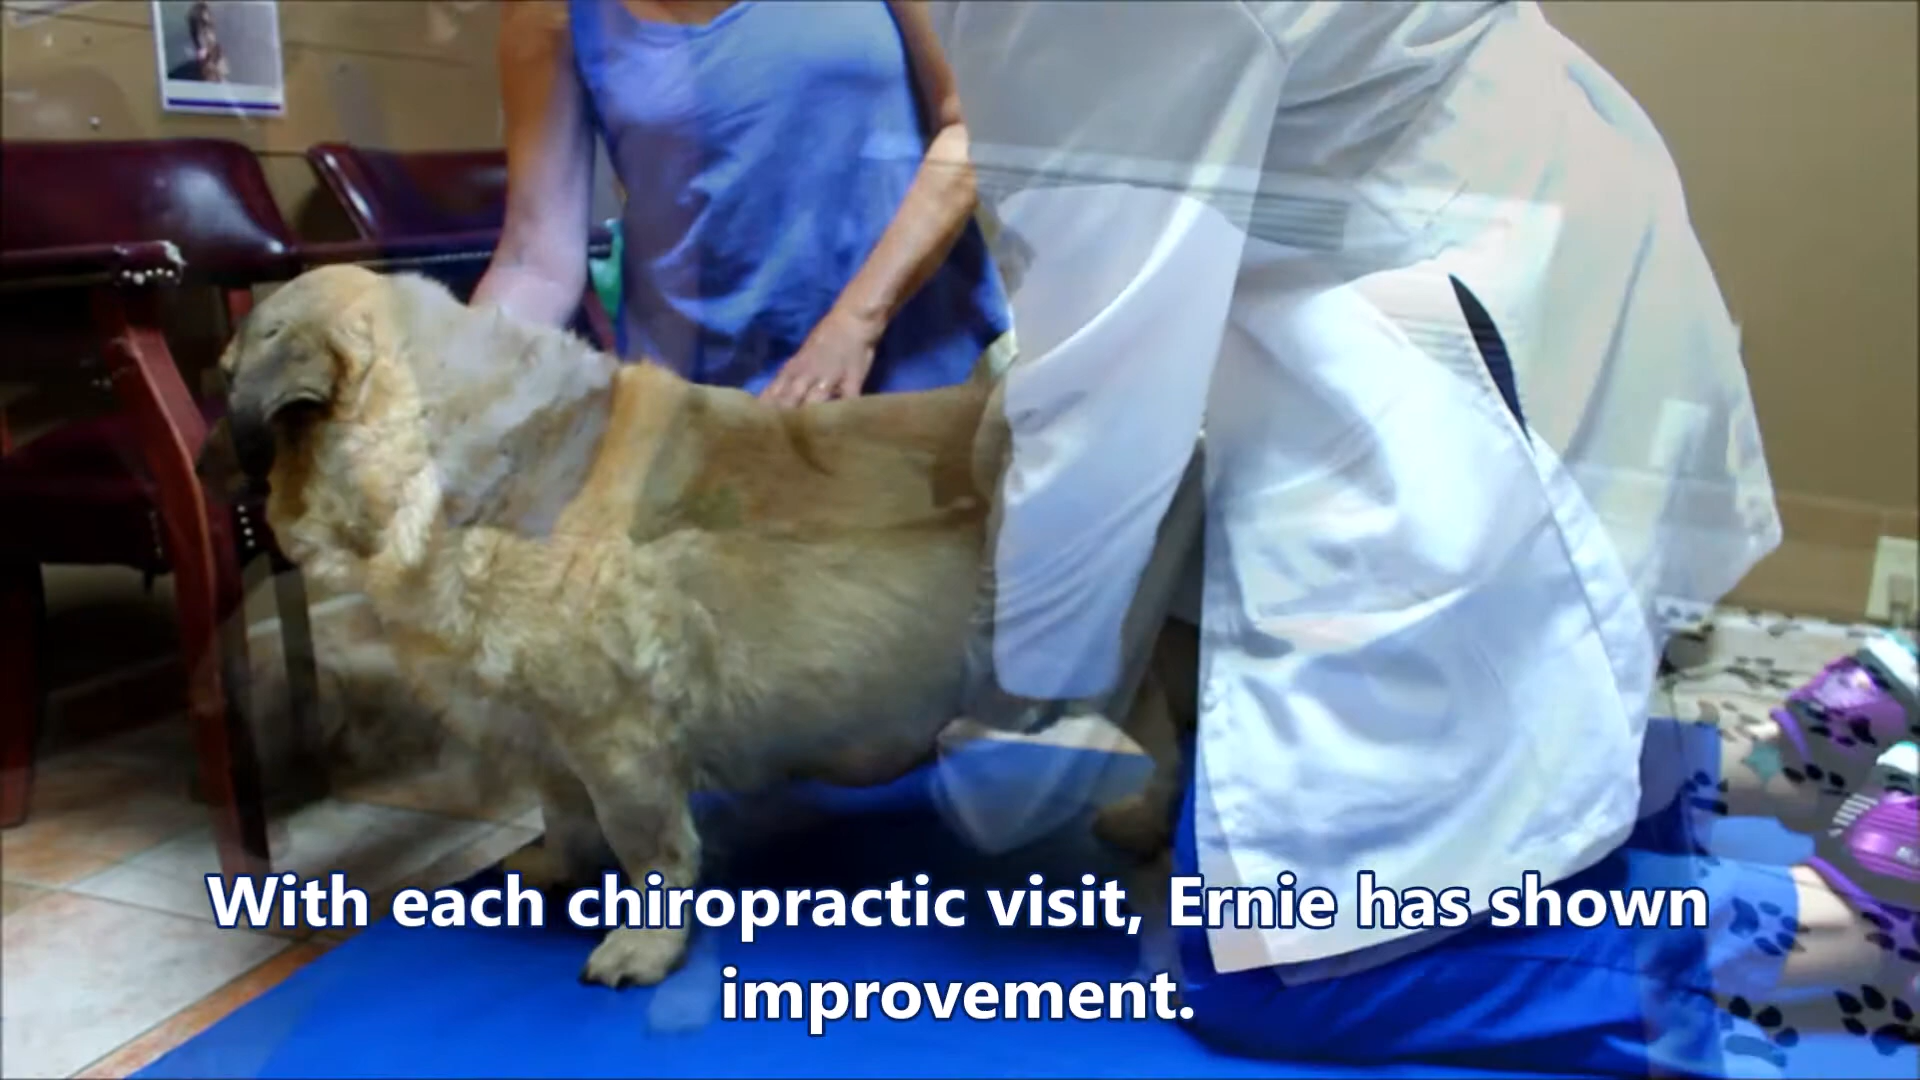 With each chiropractic visit, Ernie has shown
improvement.